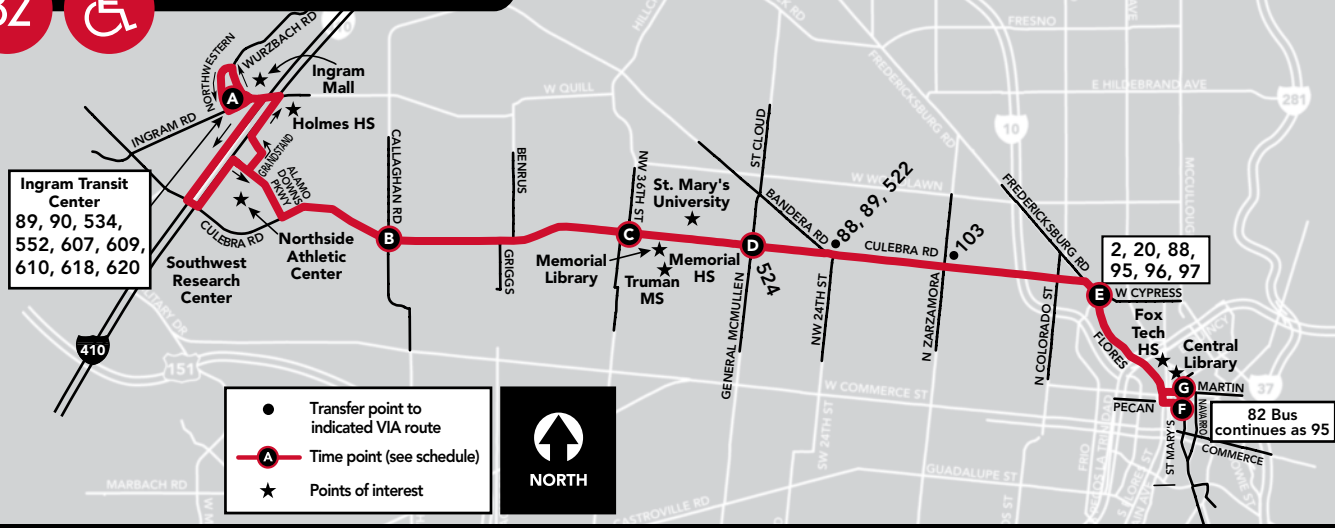 82
NORTHWESTERN
WURZBACH RD
Ingram
Mall
A
Holmes HS
INGRAM RD
GRANDSTAND
ALAMO
DOWNS
PKWY
Ingram Transit
Center
89, 90, 534,
552, 607, 609,
610, 618, 620
CULEBRA RD
Southwest
Research
Center
Northside
Athletic
Center
CALLAGHAN RD
B
BENRUS
GRIGGS
W QUILL
NW 36TH ST
C
St. Mary's
University
Memorial
Library
Memorial
HS
Truman
MS
ST CLOUD
BANDERA RD
D
524
GENERAL MCMULLEN
88, 89, 522
NW 24TH ST
CULEBRA RD
103
N ZARZAMORA
FREDERICKSBURG RD
FREDERICKSBURG RD
FRESNO
E HILDEBRAND AVE
AVE
281
10
MCCULLOUGH
N COLORADO ST
2, 20, 88,
95, 96, 97
E
W CYPRESS
Fox
Tech
HS
FLORES
Central
Library
G
MARTIN
PECAN
F
NAVARRO
82 Bus
continues as 95
ST MARY'S
COMMERCE
37
410
151
W COMMERCE ST
SW 24TH ST
GUADALUPE ST
MARBACH RD
FRIO
Transfer point to
indicated VIA route
A
Time point (see schedule)
Points of interest
NORTH